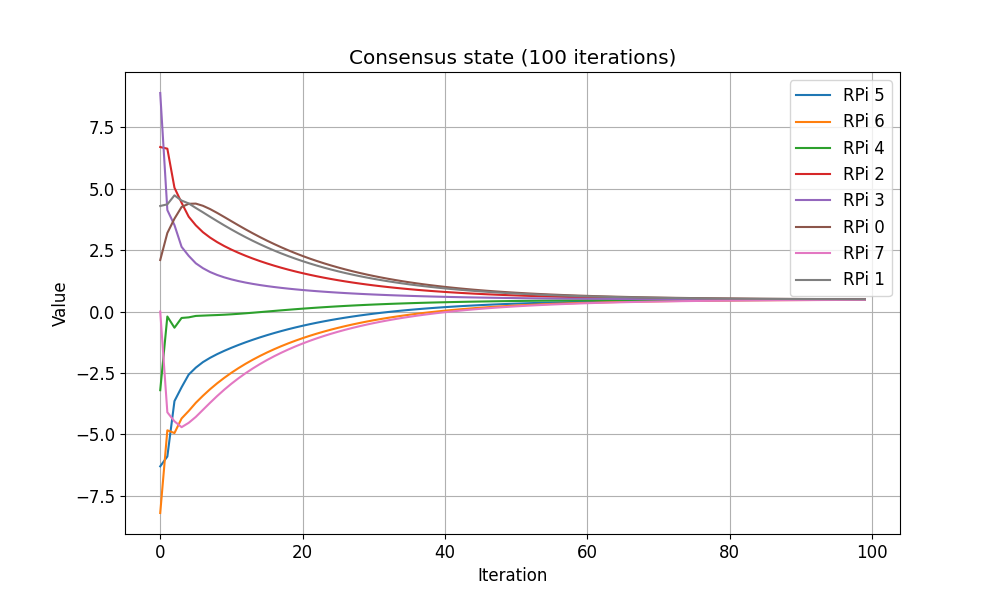 Consensus state (100 iterations)
RPi 5
RPi 6
RPi 4
RPi 2
RPi 3
RPi 0
RPi 7
RPi 1
7.5
5.0
2.5
0.0
−2.5
−5.0
−7.5
Value
0 20 40 60 80 100
Iteration